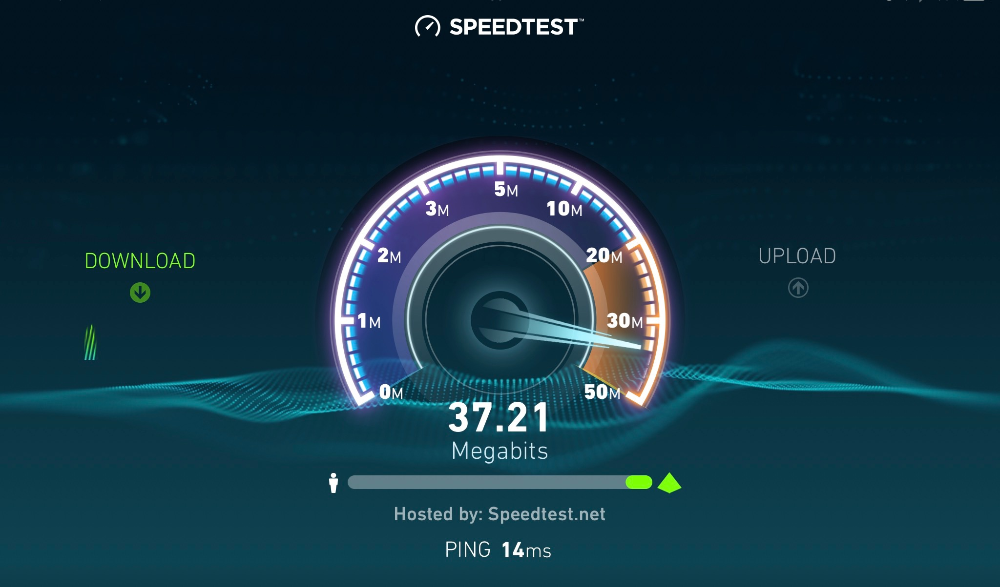 SPEEDTEST™
5M
3M
10M
2M
20M
1M
30M
0M
50M
DOWNLOAD
UPLOAD
37.21
Megabits
Hosted by: Speedtest.net
PING 14ms